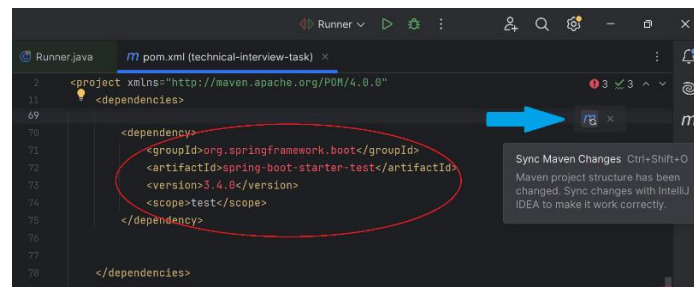 Runner
Runner.java
m pom.xml (technical-interview-task)
2 <project xmlns="http://maven.apache.org/POM/4.0.0"
3 3
11 <dependencies>
69
70 <dependency>
71 <groupId>org.springframework.boot</groupId>
72 <artifactId>spring-boot-starter-test</artifactId>
73 <version>3.4.0</version>
74 <scope>test</scope>
75 </dependency>
76
77
78 </dependencies>
Sync Maven Changes Ctrl+Shift+O
Maven project structure has been
changed. Sync changes with IntelliJ
IDEA to make it work correctly.